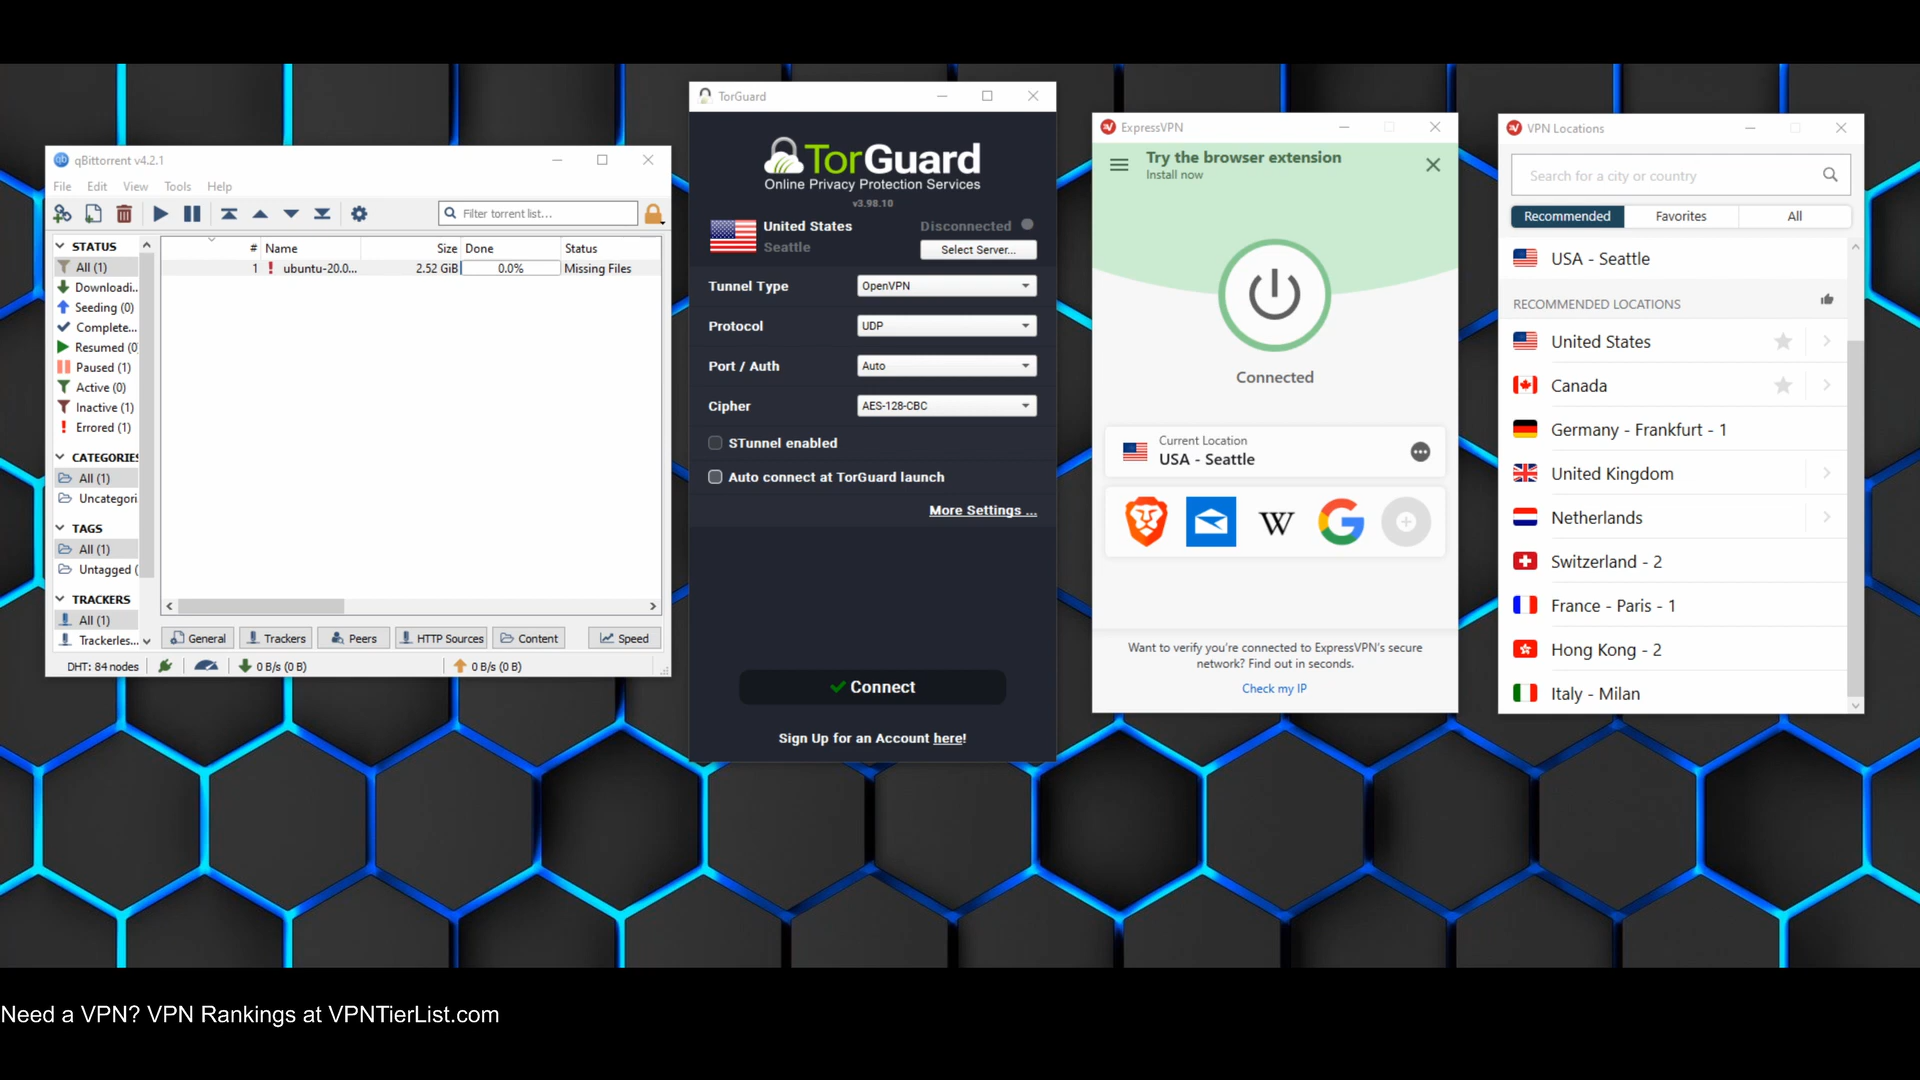 qBittorrent v4.2.1
File Edit View Tools Help
Filter torrent list...
STATUS
All (1)
Downloadi..
Seeding (0)
Complete...
Resumed (0
Paused (1)
Active (0)
Inactive (1)
Errored (1)
CATEGORIES
All (1)
Uncategori
TAGS
All (1)
Untagged (
TRACKERS
All (1)
Trackerles...
# Name Size Done Status
1 ubuntu-20.0... 2.52 GiB 0.0% Missing Files
General Trackers Peers HTTP Sources Content Speed
DHT: 84 nodes 0 B/s (0 B) 0 B/s (0 B)
TorGuard
TorGuard
Online Privacy Protection Services
v3.98.10
United States Disconnected
Seattle Select Server...
Tunnel Type OpenVPN
Protocol UDP
Port / Auth Auto
Cipher AES-128-CBC
STunnel enabled
Auto connect at TorGuard launch
More Settings ...
Connect
Sign Up for an Account here!
ExpressVPN
Try the browser extension
Install now
Connected
Current Location
USA - Seattle
W
G
Want to verify you're connected to ExpressVPN's secure
network? Find out in seconds.
Check my IP
VPN Locations
Search for a city or country
Recommended Favorites All
USA - Seattle
RECOMMENDED LOCATIONS
United States
Canada
Germany - Frankfurt - 1
United Kingdom
Netherlands
Switzerland - 2
France - Paris - 1
Hong Kong - 2
Italy - Milan
Need a VPN? VPN Rankings at VPNTierList.com